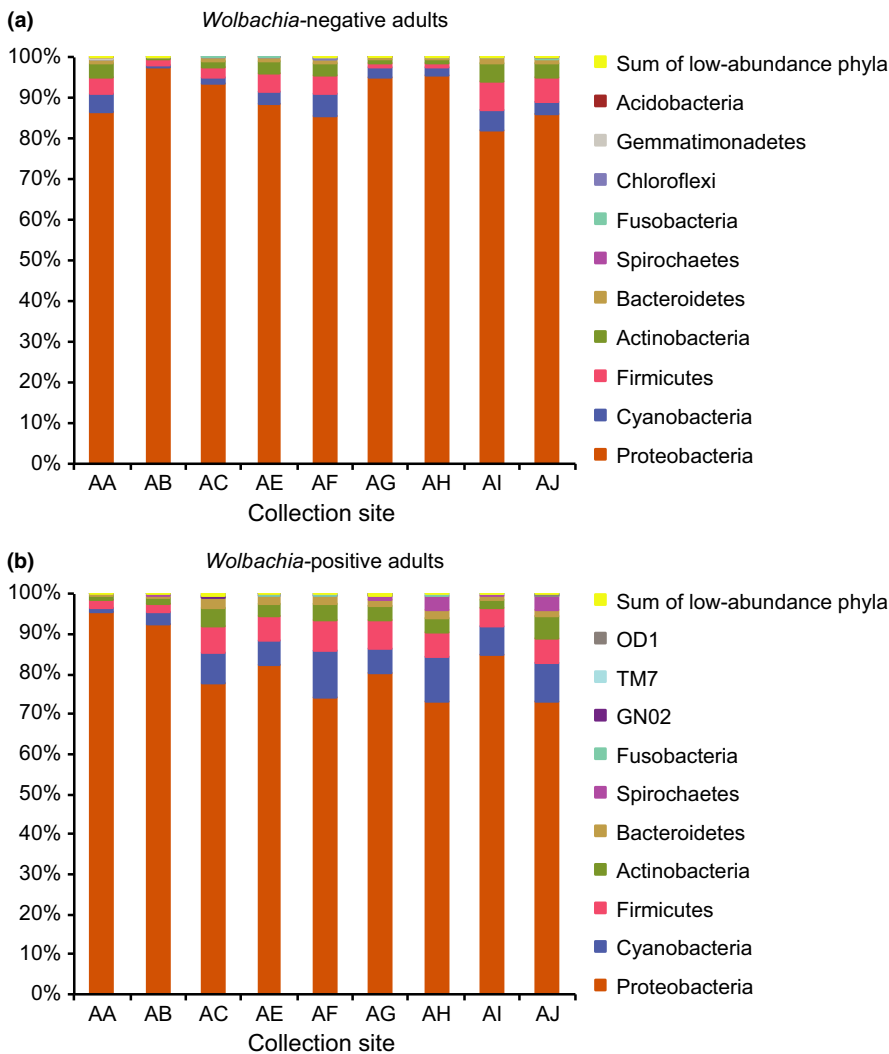 (a)
Wolbachia-negative adults
100%
90%
80%
70%
60%
50%
40%
30%
20%
10%
0%
AA AB AC AE AF AG AH AI AJ
Collection site
Sum of low-abundance phyla
Acidobacteria
Gemmatimonadetes
Chloroflexi
Fusobacteria
Spirochaetes
Bacteroidetes
Actinobacteria
Firmicutes
Cyanobacteria
Proteobacteria
(b)
Wolbachia-positive adults
100%
90%
80%
70%
60%
50%
40%
30%
20%
10%
0%
AA AB AC AE AF AG AH AI AJ
Collection site
Sum of low-abundance phyla
OD1
TM7
GN02
Fusobacteria
Spirochaetes
Bacteroidetes
Actinobacteria
Firmicutes
Cyanobacteria
Proteobacteria